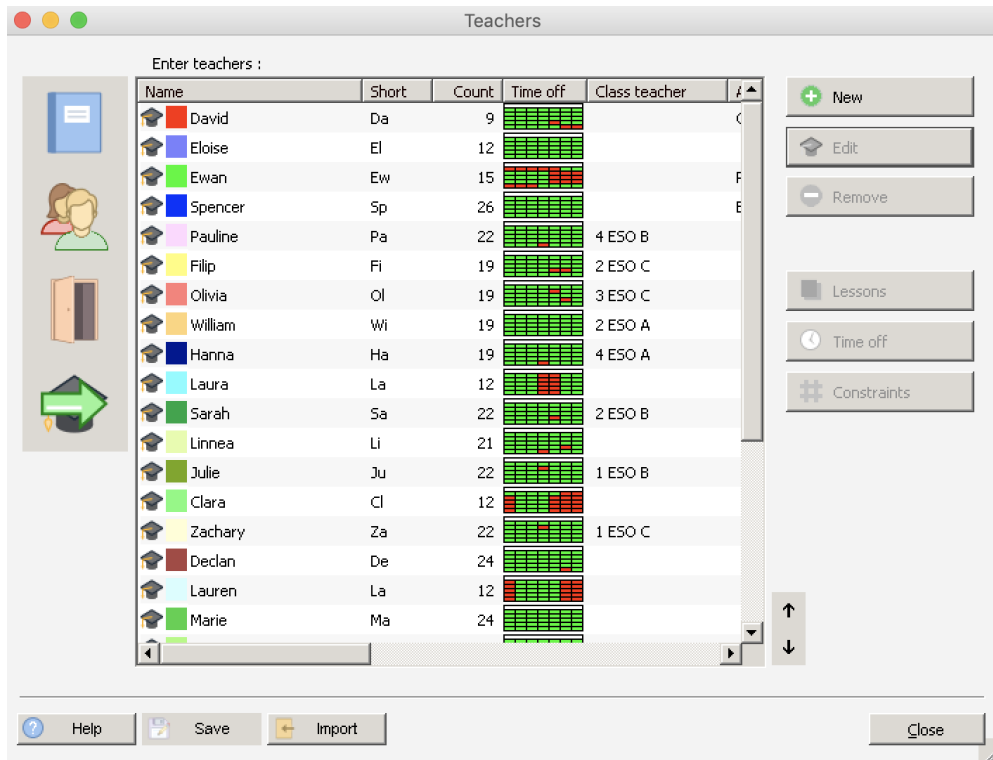 Teachers
Enter teachers :
Name Short Count Time off Class teacher
David Da 9
Eloise El 12
Ewan Ew 15
Spencer Sp 26
Pauline Pa 22 4 ESO B
Filip Fi 19 2 ESO C
Olivia Ol 19 3 ESO C
William Wi 19 2 ESO A
Hanna Ha 19 4 ESO A
Laura La 12
Sarah Sa 22 2 ESO B
Linnea Li 21
Julie Ju 22 1 ESO B
Clara Cl 12
Zachary Za 22 1 ESO C
Declan De 24
Lauren La 12
Marie Ma 24
New
Edit
Remove
Lessons
Time off
Constraints
Help Save Import Close